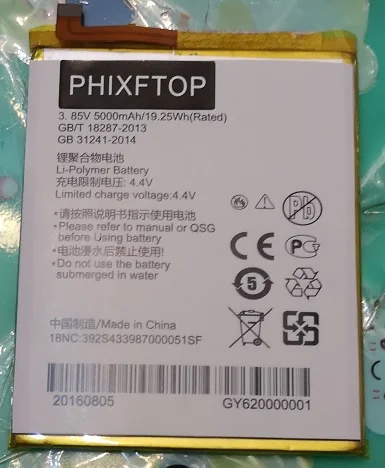 PHIXFTOP
3.85V 5000mAh/19.25Wh(Rated)
GB/T 18287-2013
GB 31241-2014
锂聚合物电池
Li-Polymer Battery
充电限制电压: 4.4V
Limited charge voltage:4.4V
*请按照说明书指示使用电池
*Please refer to manual or QSG
before Using battery
*电池浸水后禁止使用!
*Do not use the battery
submerged in water
Pb
CE
PC
5
中国制造/Made in China
18NC:392S433987000051SF
20160805 GY620000001